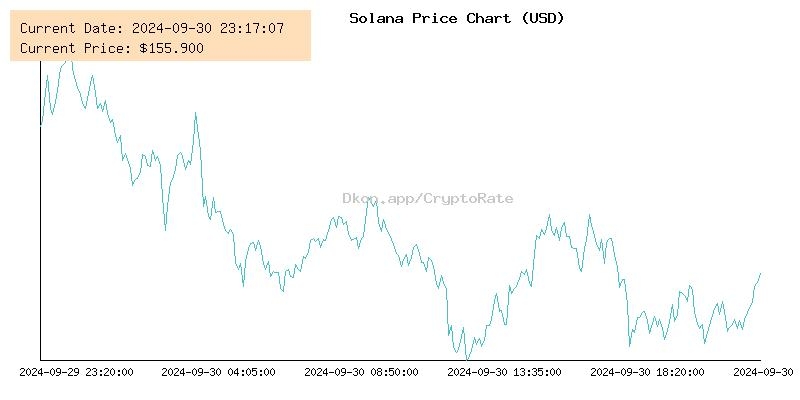 Solana Price Chart (USD)
Current Date: 2024-09-30 23:17:07
Current Price: $155.900
Dkcp.app/CryptoRate
2024-09-29 23:20:00 2024-09-30 04:05:00 2024-09-30 08:50:00 2024-09-30 13:35:00 2024-09-30 18:20:00 2024-09-30